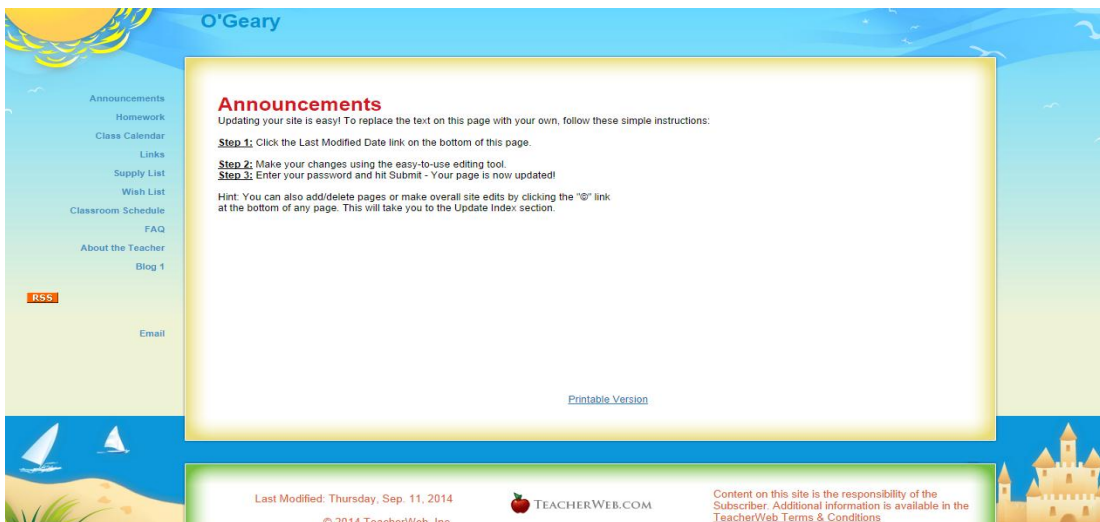 O'Geary
Announcements
Homework
Class Calendar
Links
Supply List
Wish List
Classroom Schedule
FAQ
About the Teacher
Blog 1
RSS
Email
Announcements
Updating your site is easy! To replace the text on this page with your own, follow these simple instructions:
Step 1: Click the Last Modified Date link on the bottom of this page.
Step 2: Make your changes using the easy-to-use editing tool.
Step 3: Enter your password and hit Submit - Your page is now updated!
Hint: You can also add/delete pages or make overall site edits by clicking the "©" link
at the bottom of any page. This will take you to the Update Index section.
Printable Version
Last Modified: Thursday, Sep. 11, 2014
© 2014 TeacherWeb, Inc.
TEACHERWEB.COM
Content on this site is the responsibility of the
Subscriber. Additional information is available in the
TeacherWeb Terms & Conditions